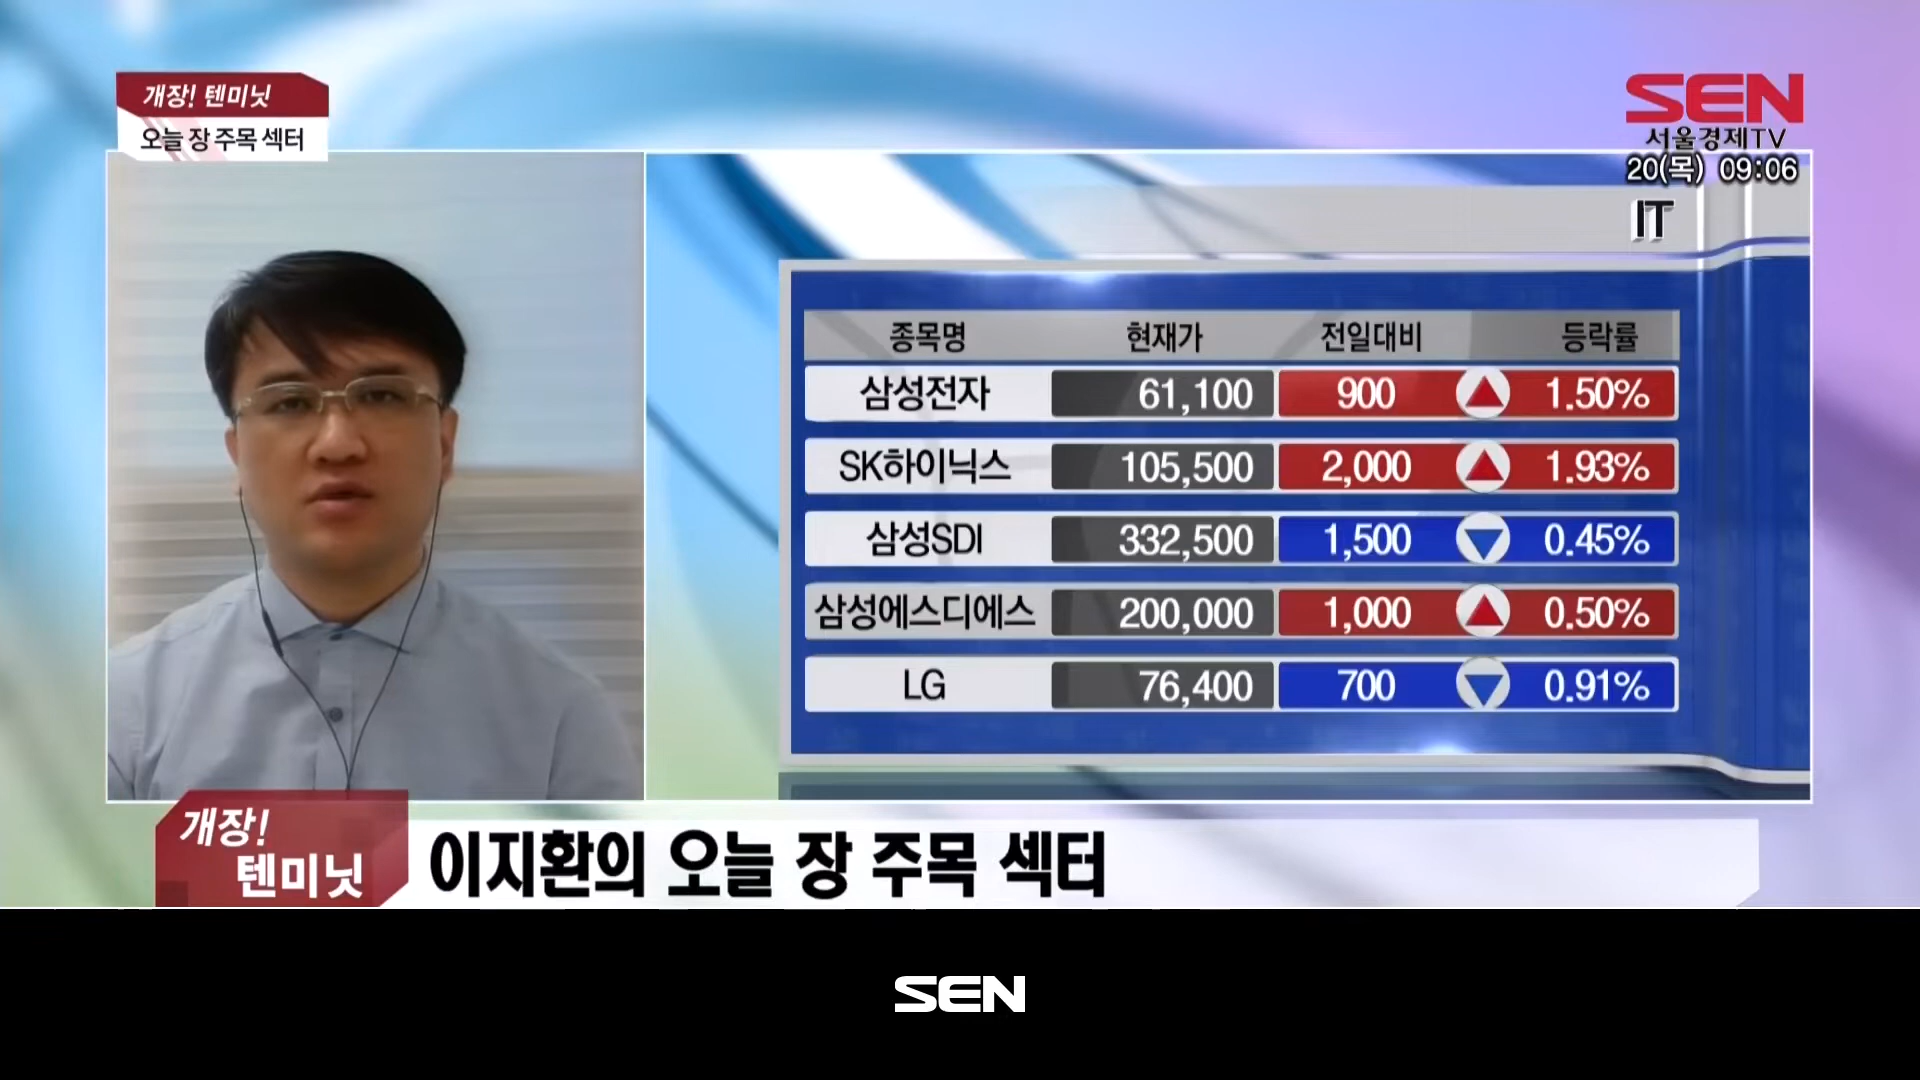 개장! 텐미닛
오늘 장 주목 섹터
SEN
서울경제TV
20(목) 09:06
IT
종목명 현재가 전일대비 등락률
삼성전자 61,100 900 ▲ 1.50%
SK하이닉스 105,500 2,000 ▲ 1.93%
삼성SDI 332,500 1,500 ▼ 0.45%
삼성에스디에스 200,000 1,000 ▲ 0.50%
LG 76,400 700 ▼ 0.91%
개장!
텐미닛
이지환의 오늘 장 주목 섹터
SEN